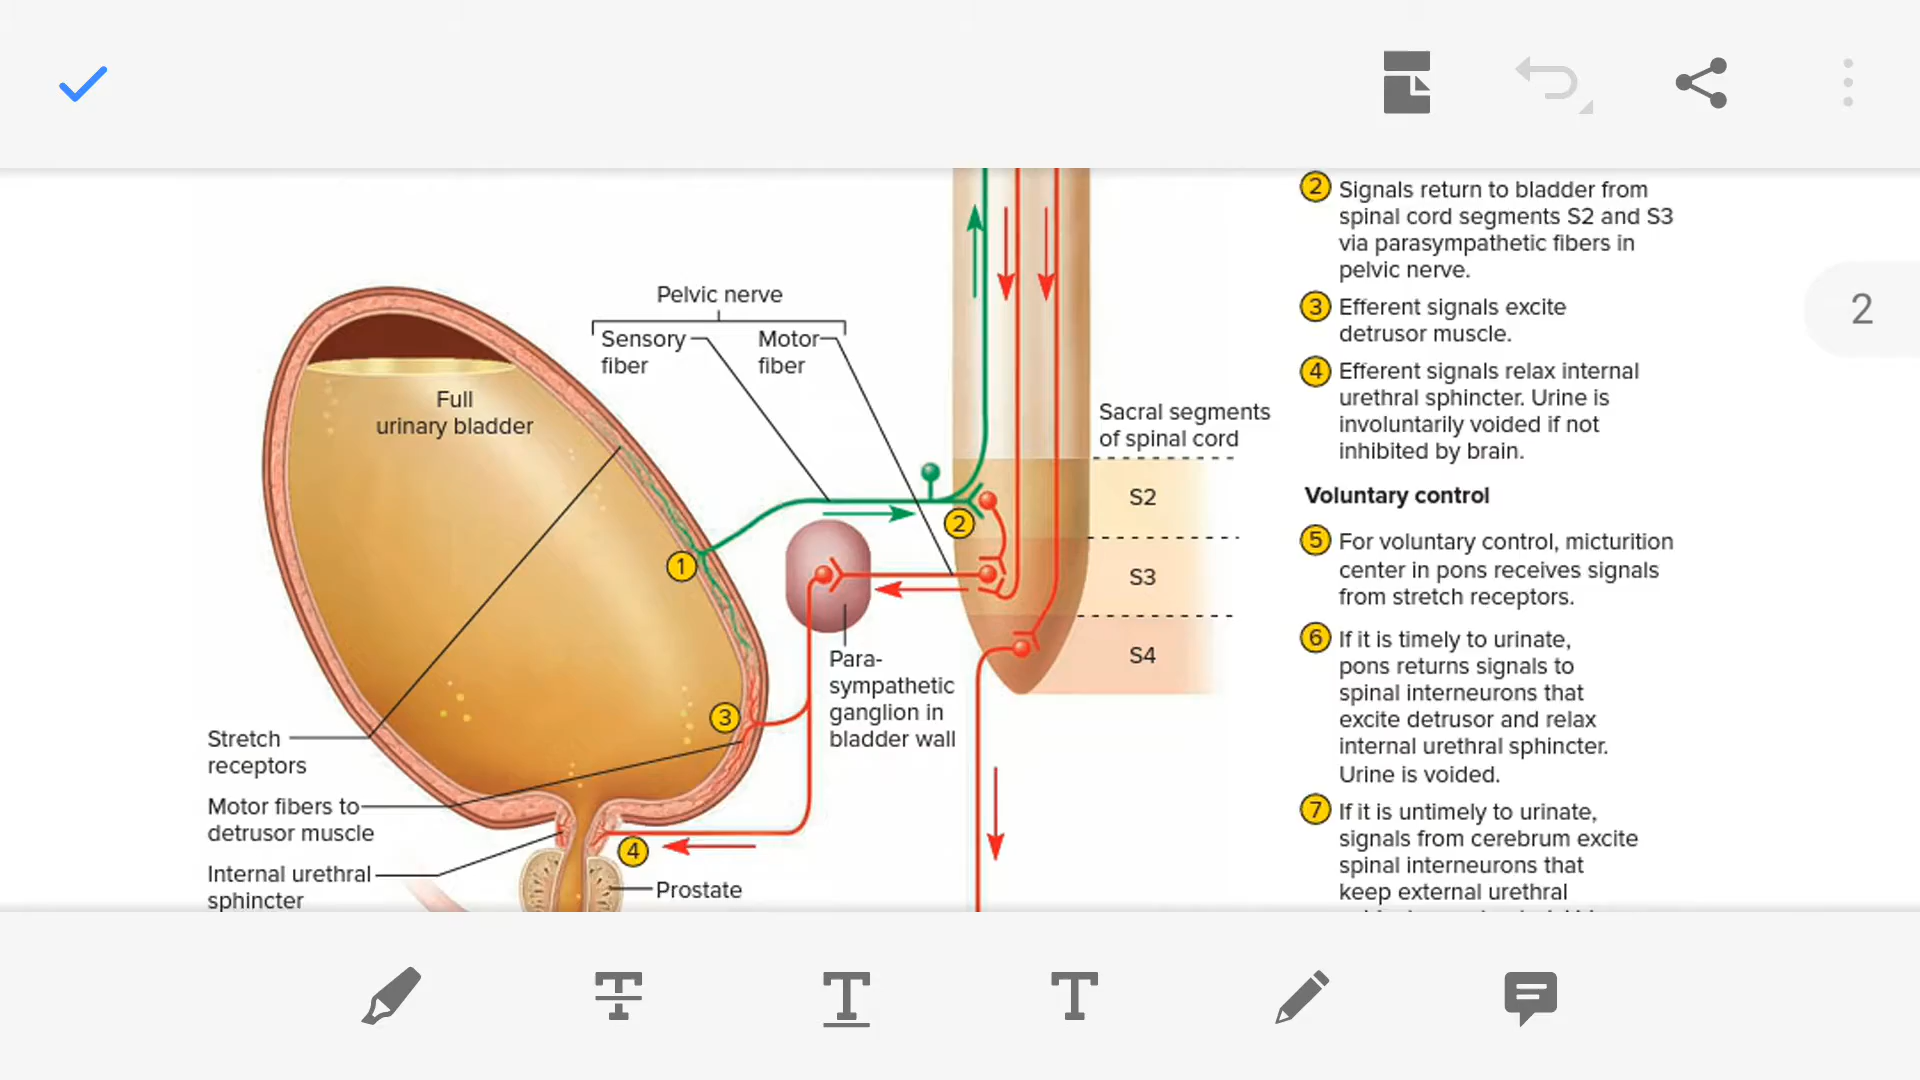 Pelvic nerve
Sensory
fiber
Motor
fiber
Full
urinary bladder
Sacral segments
of spinal cord
S2
S3
S4
1
2
3
4
Para-
sympathetic
ganglion in
bladder wall
Stretch
receptors
Motor fibers to
detrusor muscle
Internal urethral
sphincter
Prostate
2 Signals return to bladder from
spinal cord segments S2 and S3
via parasympathetic fibers in
pelvic nerve.
3 Efferent signals excite
detrusor muscle.
4 Efferent signals relax internal
urethral sphincter. Urine is
involuntarily voided if not
inhibited by brain.
Voluntary control
5 For voluntary control, micturition
center in pons receives signals
from stretch receptors.
6 If it is timely to urinate,
pons returns signals to
spinal interneurons that
excite detrusor and relax
internal urethral sphincter.
Urine is voided.
7 If it is untimely to urinate,
signals from cerebrum excite
spinal interneurons that
keep external urethral
2